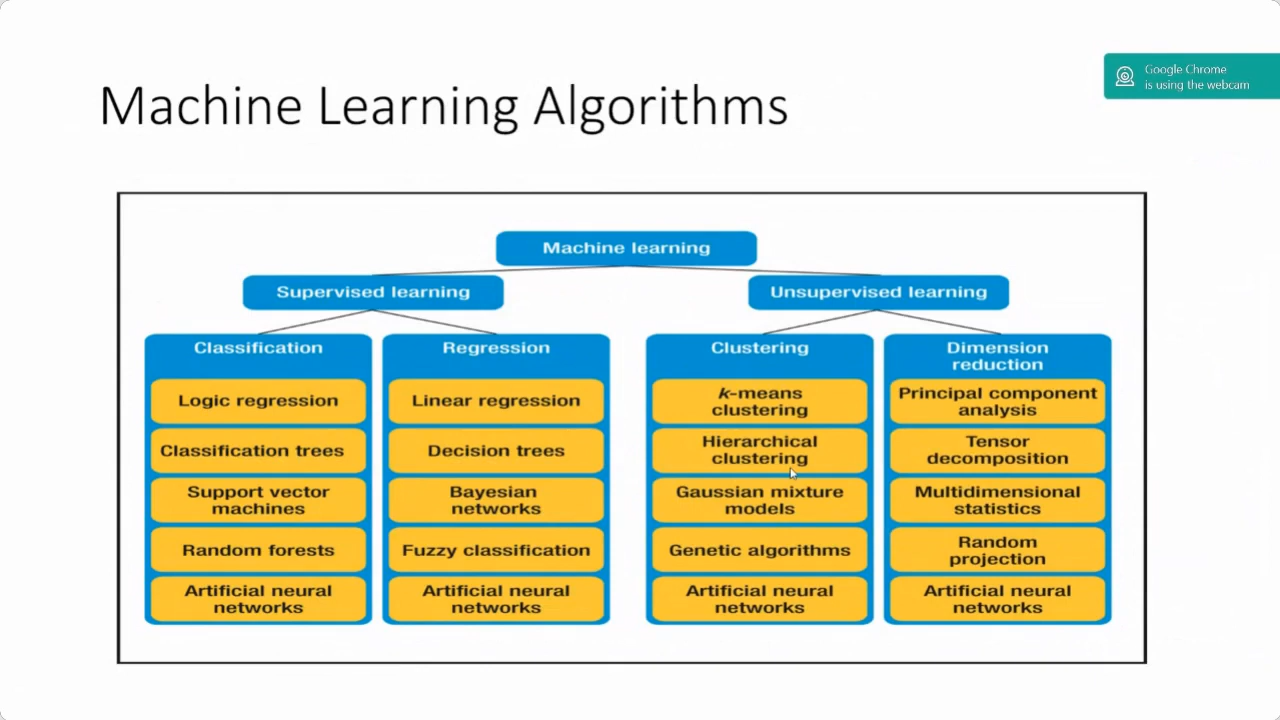 Google Chrome
is using the webcam
Machine Learning Algorithms
Machine learning
Supervised learning
Unsupervised learning
Classification
Logic regression
Classification trees
Support vector
machines
Random forests
Artificial neural
networks
Regression
Linear regression
Decision trees
Bayesian
networks
Fuzzy classification
Artificial neural
networks
Clustering
k-means
clustering
Hierarchical
clustering
Gaussian mixture
models
Genetic algorithms
Artificial neural
networks
Dimension
reduction
Principal component
analysis
Tensor
decomposition
Multidimensional
statistics
Random
projection
Artificial neural
networks